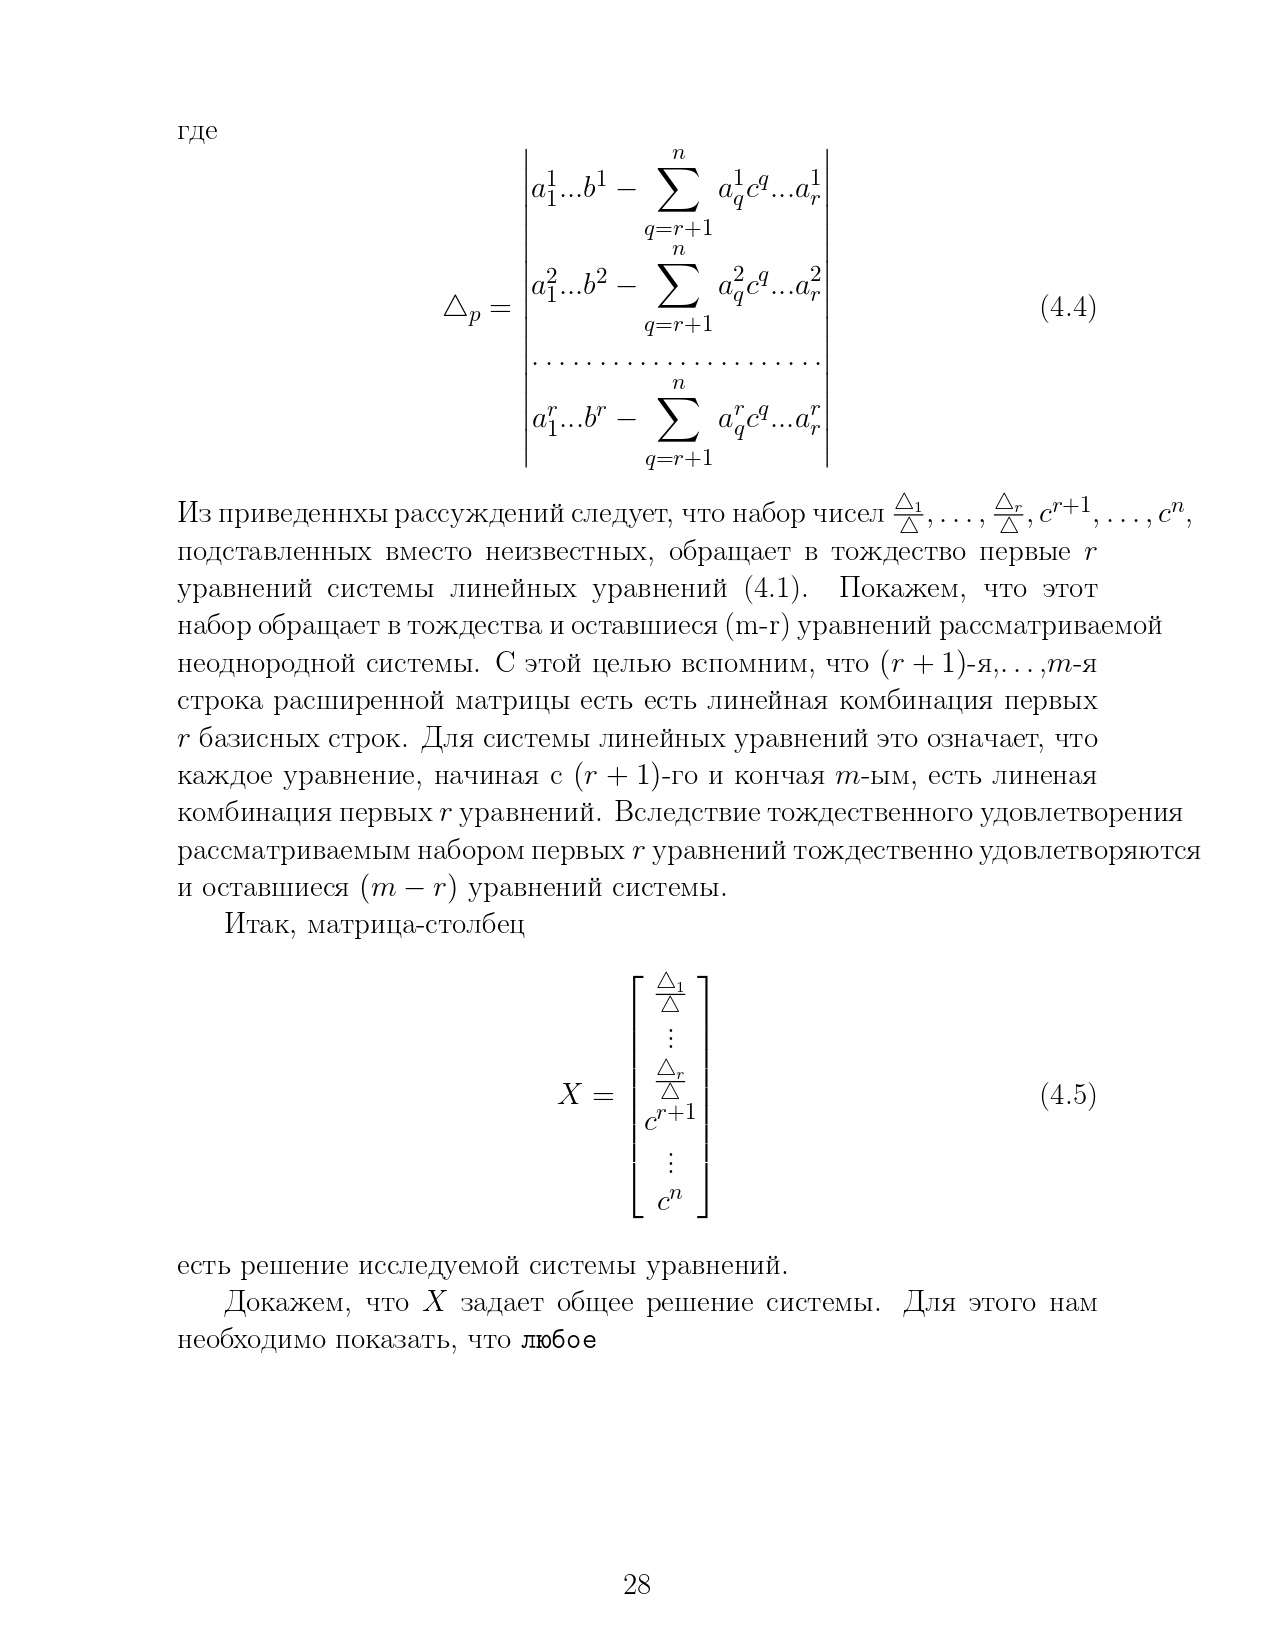 где
$$\triangle_p = \begin{vmatrix} a_1^1 ... b^1 - \sum_{q=r+1}^{n} a_q^1 c^q ... a_r^1 \\ a_1^2 ... b^2 - \sum_{q=r+1}^{n} a_q^2 c^q ... a_r^2 \\ \dots\dots\dots\dots\dots\dots\dots \\ a_1^r ... b^r - \sum_{q=r+1}^{n} a_q^r c^q ... a_r^r \end{vmatrix} \quad (4.4)$$
Из приведеннхы рассуждений следует, что набор чисел $\frac{\triangle_1}{\triangle}, \dots, \frac{\triangle_r}{\triangle}, c^{r+1}, \dots, c^n$,
подставленных вместо неизвестных, обращает в тождество первые $r$
уравнений системы линейных уравнений (4.1). Покажем, что этот
набор обращает в тождества и оставшиеся (m-r) уравнений рассматриваемой
неоднородной системы. С этой целью вспомним, что $(r+1)$-я,…,$m$-я
строка расширенной матрицы есть есть линейная комбинация первых
$r$ базисных строк. Для системы линейных уравнений это означает, что
каждое уравнение, начиная с $(r+1)$-го и кончая $m$-ым, есть линеная
комбинация первых $r$ уравнений. Вследствие тождественного удовлетворения
рассматриваемым набором первых $r$ уравнений тождественно удовлетворяются
и оставшиеся $(m-r)$ уравнений системы.
Итак, матрица-столбец
$$X = \begin{bmatrix} \frac{\triangle_1}{\triangle} \\ \vdots \\ \frac{\triangle_r}{\triangle} \\ c^{r+1} \\ \vdots \\ c^n \end{bmatrix} \quad (4.5)$$
есть решение исследуемой системы уравнений.
Докажем, что $X$ задает общее решение системы. Для этого нам
необходимо показать, что любое
28